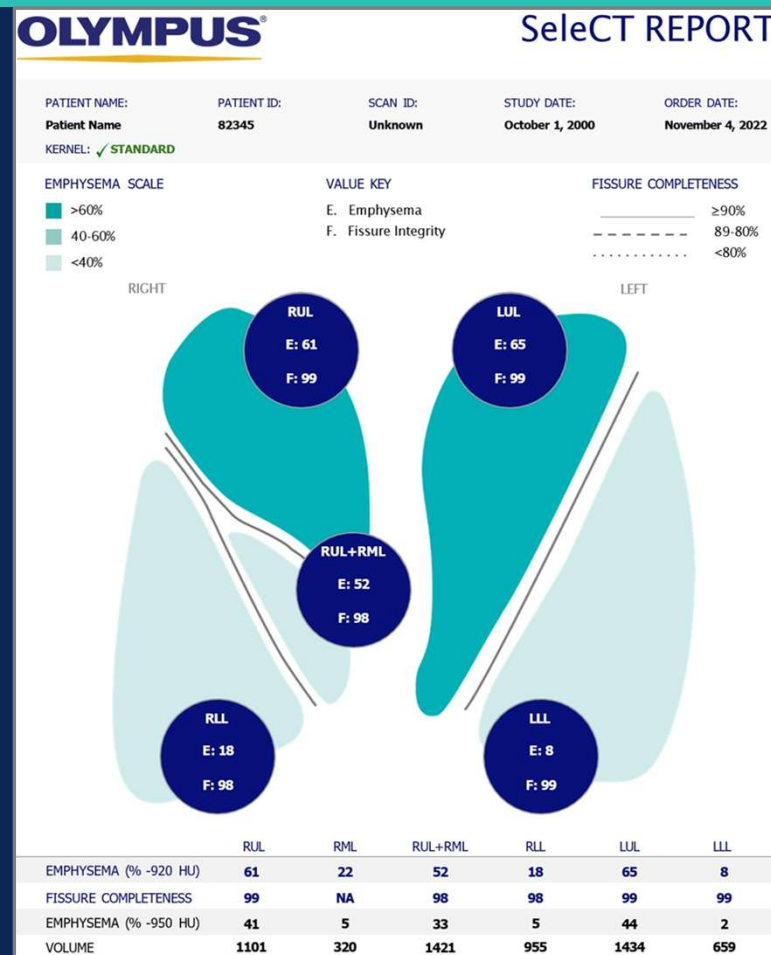 OLYMPUS®
SeleCT REPORT
PATIENT NAME: PATIENT ID: SCAN ID: STUDY DATE: ORDER DATE:
Patient Name 82345 Unknown October 1, 2000 November 4, 2022
KERNEL: ✓ STANDARD
EMPHYSEMA SCALE VALUE KEY FISSURE COMPLETENESS
>60% E. Emphysema ≥90%
40-60% F. Fissure Integrity 89-80%
<40% <80%
RIGHT LEFT
RUL
E: 61
F: 99
LUL
E: 65
F: 99
RUL+RML
E: 52
F: 98
RLL
E: 18
F: 98
LLL
E: 8
F: 99
RUL RML RUL+RML RLL LUL LLL
EMPHYSEMA (% -920 HU) 61 22 52 18 65 8
FISSURE COMPLETENESS 99 NA 98 98 99 99
EMPHYSEMA (% -950 HU) 41 5 33 5 44 2
VOLUME 1101 320 1421 955 1434 659